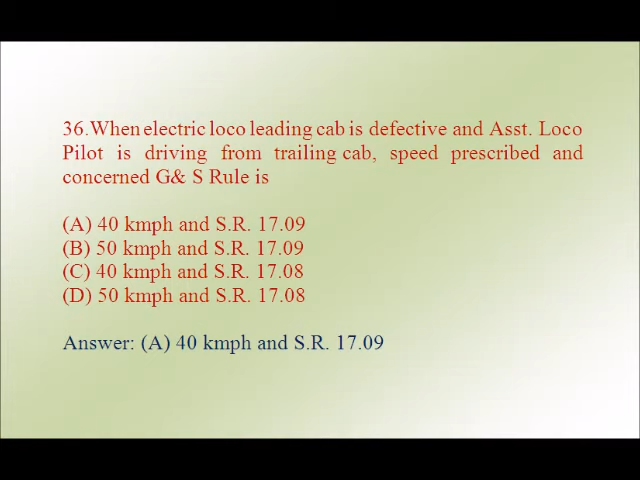 36.When electric loco leading cab is defective and Asst. Loco
Pilot is driving from trailing cab, speed prescribed and
concerned G& S Rule is
(A) 40 kmph and S.R. 17.09
(B) 50 kmph and S.R. 17.09
(C) 40 kmph and S.R. 17.08
(D) 50 kmph and S.R. 17.08
Answer: (A) 40 kmph and S.R. 17.09